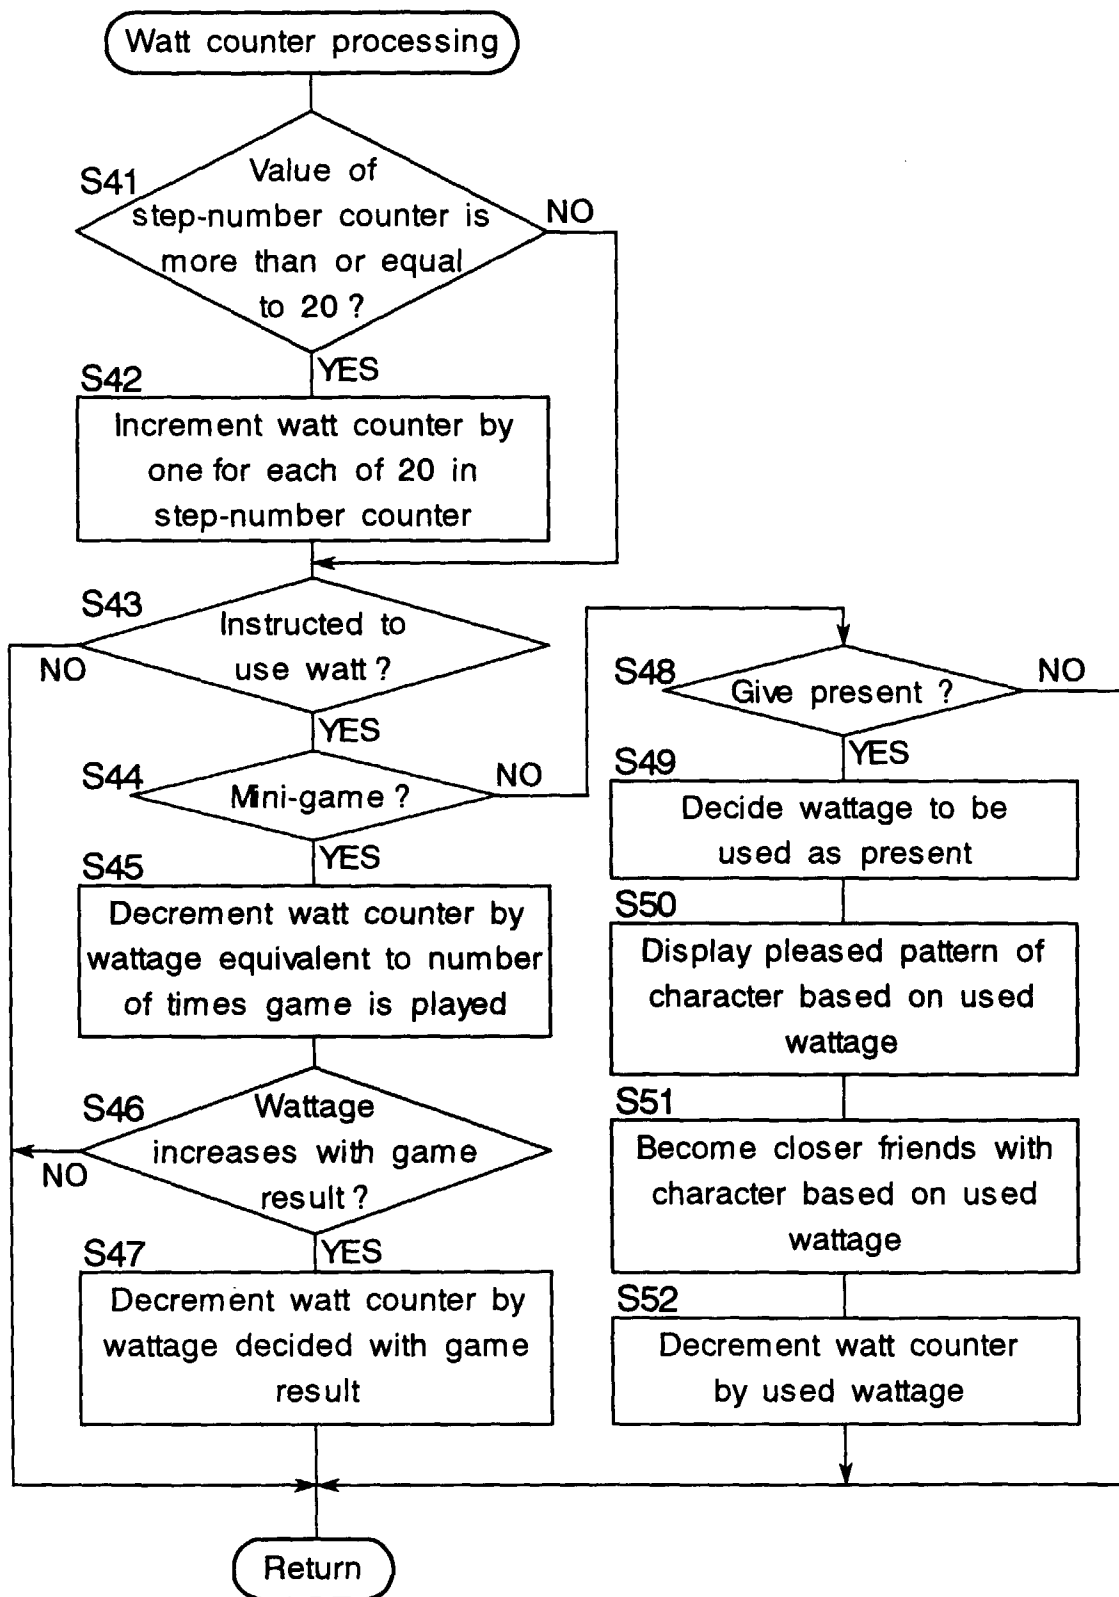 Watt counter processing
S41
Value of
step-number counter is
more than or equal
to 20 ?
NO
YES
S42
Increment watt counter by
one for each of 20 in
step-number counter
S43
Instructed to
use watt ?
NO
YES
S44
Mini-game ?
NO
YES
S45
Decrement watt counter by
wattage equivalent to number
of times game is played
S46
Wattage
increases with game
result ?
NO
YES
S47
Decrement watt counter by
wattage decided with game
result
S48
Give present ?
NO
YES
S49
Decide wattage to be
used as present
S50
Display pleased pattern of
character based on used
wattage
S51
Become closer friends with
character based on used
wattage
S52
Decrement watt counter
by used wattage
Return